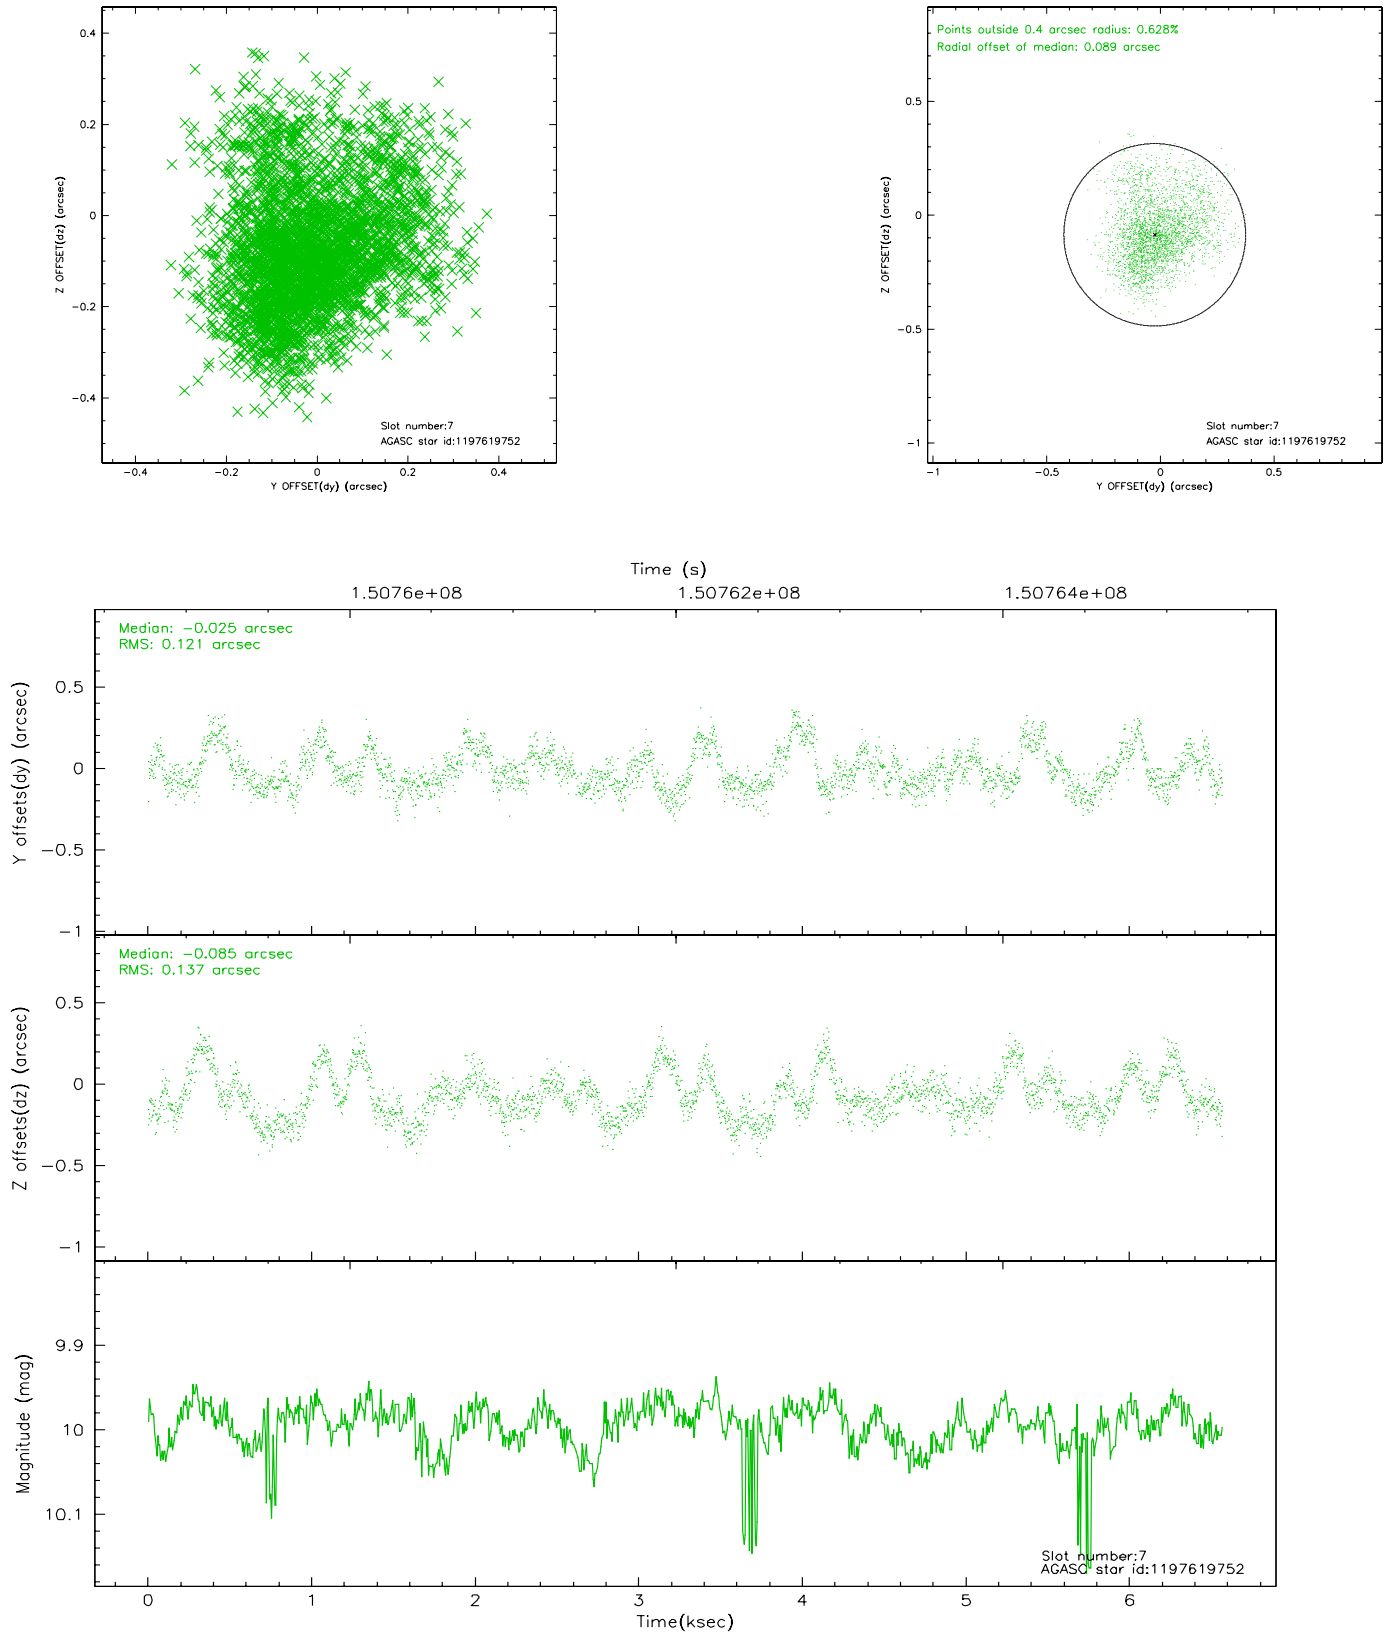 0.4
0.2
0
−0.2
−0.4
Z OFFSET(dz) (arcsec)
Slot number:7
AGASC star id:1197619752
−0.4 −0.2 0 0.2 0.4
Y OFFSET(dy) (arcsec)
Points outside 0.4 arcsec radius: 0.628%
Radial offset of median: 0.089 arcsec
0.5
0
−0.5
−1
Z OFFSET(dz) (arcsec)
Slot number:7
AGASC star id:1197619752
−1 −0.5 0 0.5
Y OFFSET(dy) (arcsec)
Time (s)
1.5076e+08 1.50762e+08 1.50764e+08
Median: −0.025 arcsec
RMS: 0.121 arcsec
0.5
0
−0.5
−1
Y offsets(dy) (arcsec)
Median: −0.085 arcsec
RMS: 0.137 arcsec
0.5
0
−0.5
−1
Z offsets(dz) (arcsec)
9.9
10
10.1
Magnitude (mag)
Slot number:7
AGASC star id:1197619752
0 1 2 3 4 5 6
Time(ksec)